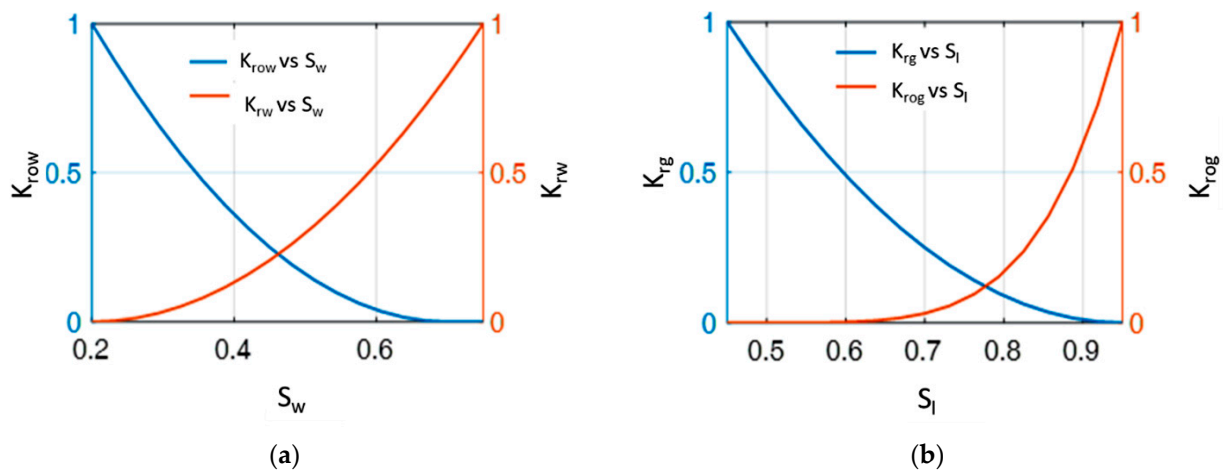 1
K_row vs S_w
K_rw vs S_w
0.5
0
K_row
1
0.5
0
K_rw
0.2
0.4
0.6
S_w
(a)
1
K_rg vs S_l
K_rog vs S_l
0.5
0
K_rg
1
0.5
0
K_rog
0.5
0.6
0.7
0.8
0.9
S_l
(b)